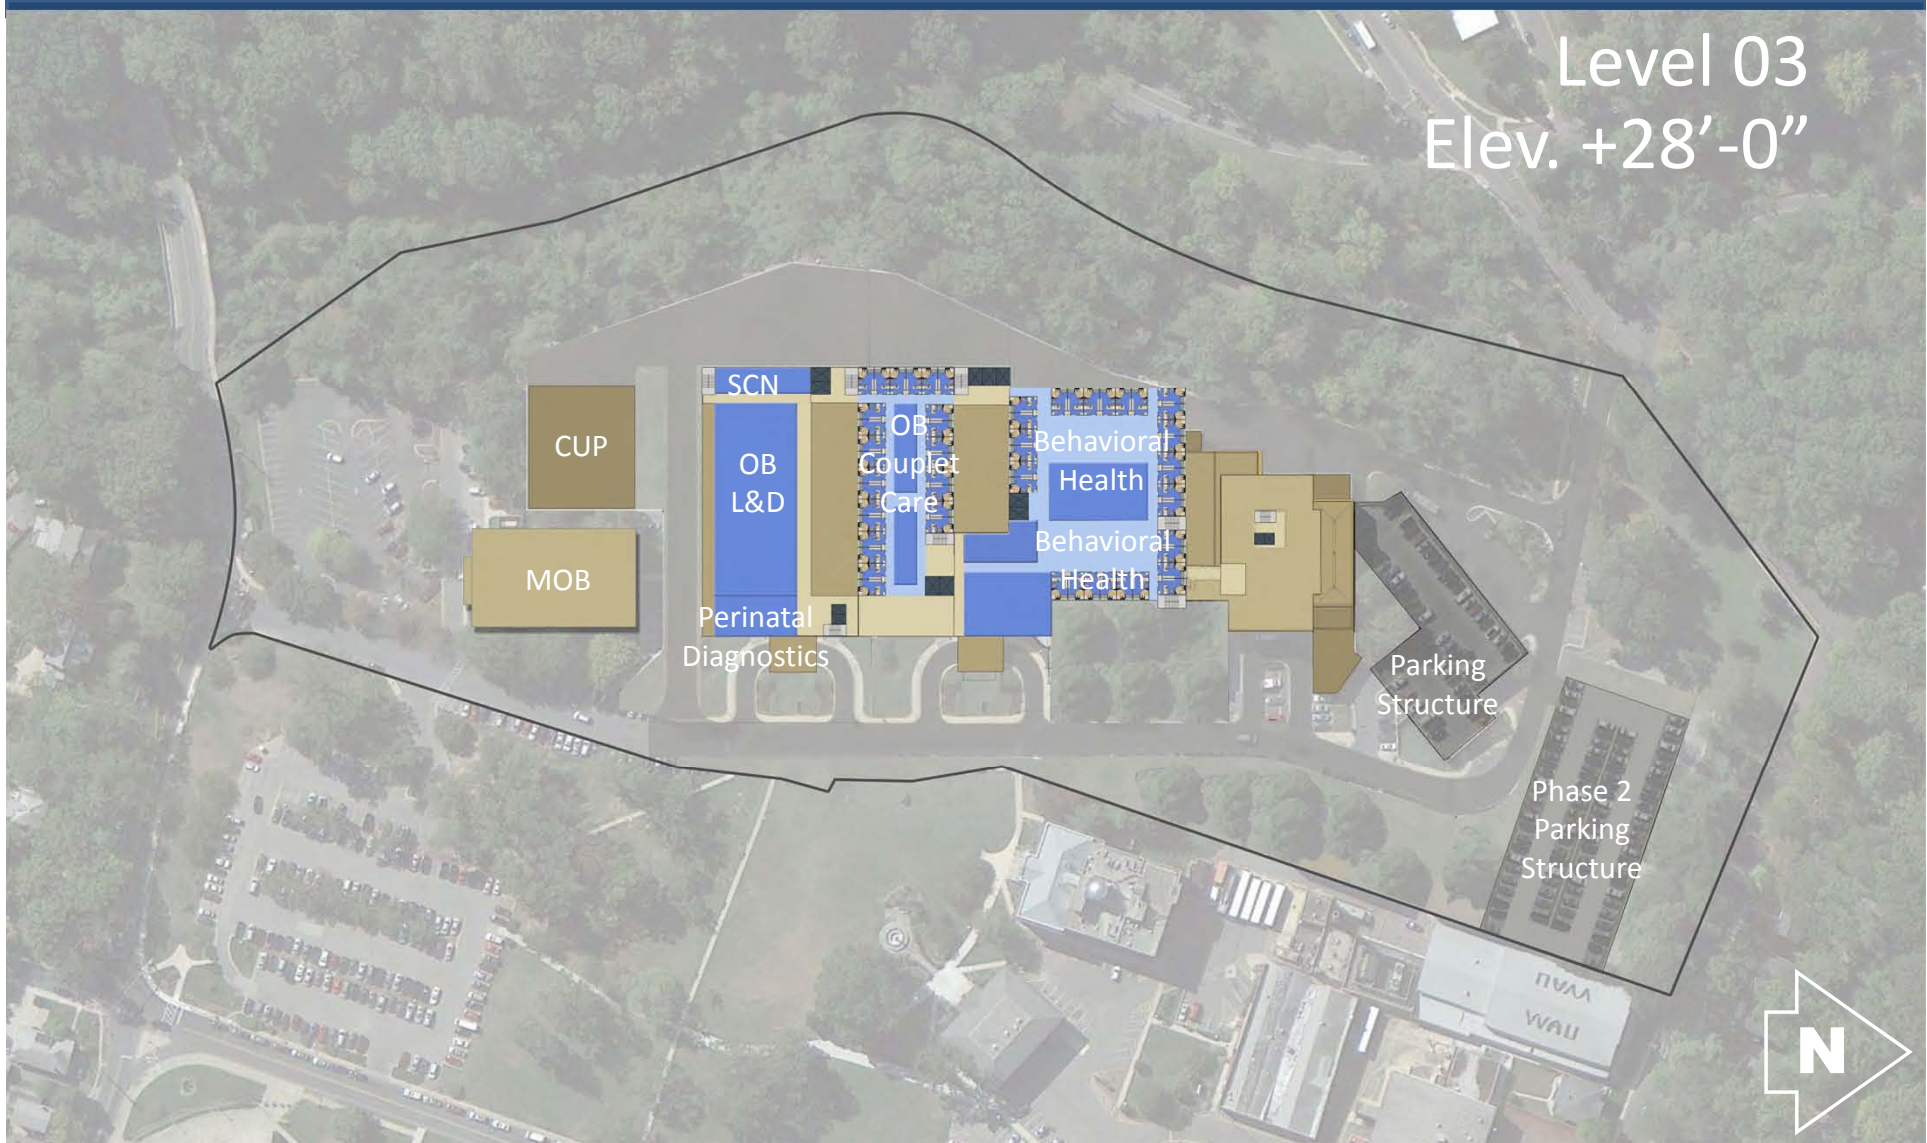 Level 03
Elev. +28’-0”
SCN
CUP
OB
L&D
OB
Couplet
Care
Behavioral
Health
Behavioral
Health
MOB
Perinatal
Diagnostics
Parking
Structure
Phase 2
Parking
Structure
N